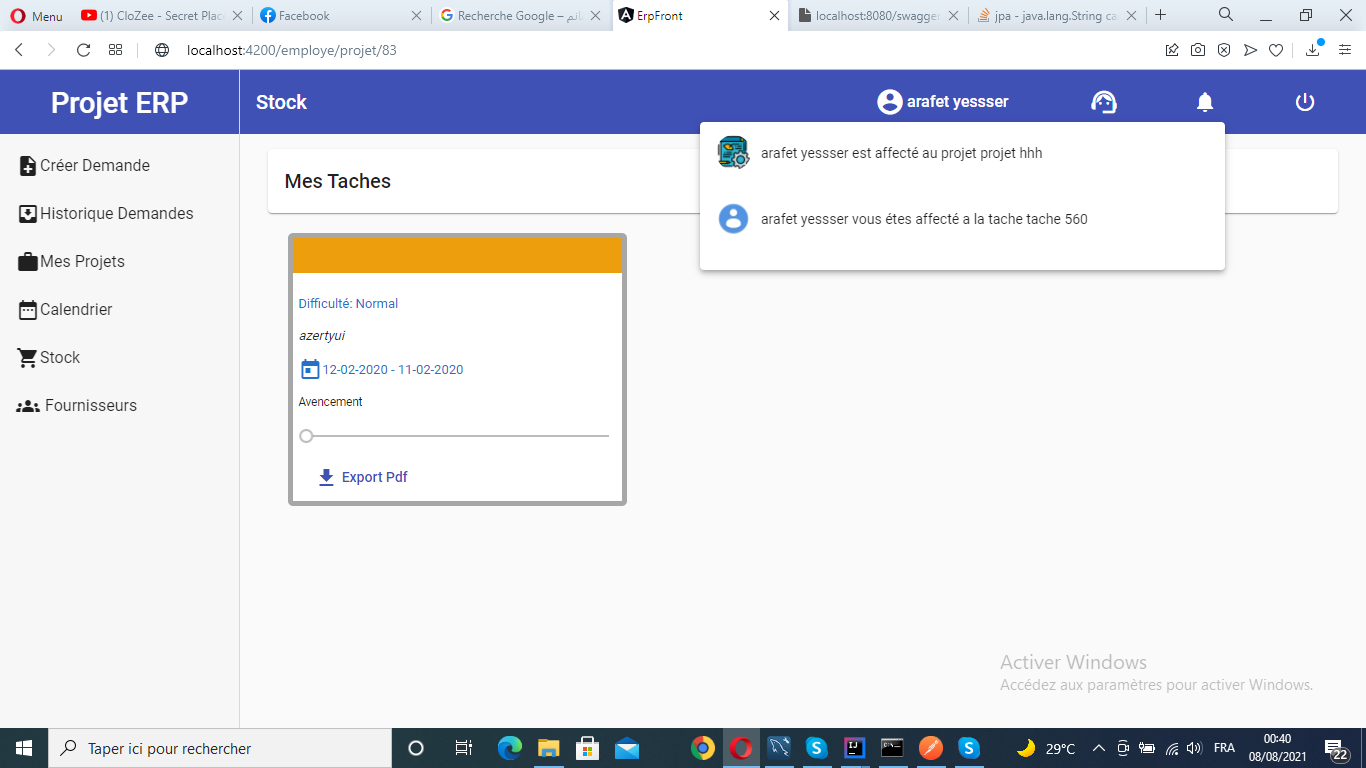 Menu
(1) CloZee - Secret Plac
Facebook
Recherche Google –
ErpFront
localhost:8080/swagge
jpa - java.lang.String ca
localhost:4200/employe/projet/83
Projet ERP
Stock
arafet yessser
Créer Demande
Historique Demandes
Mes Projets
Calendrier
Stock
Fournisseurs
Mes Taches
arafet yessser est affecté au projet projet hhh
arafet yessser vous étes affecté a la tache tache 560
Difficulté: Normal
azertyui
12-02-2020 - 11-02-2020
Avencement
Export Pdf
Activer Windows
Accédez aux paramètres pour activer Windows.
Taper ici pour rechercher
29°C
FRA
00:40
08/08/2021
22